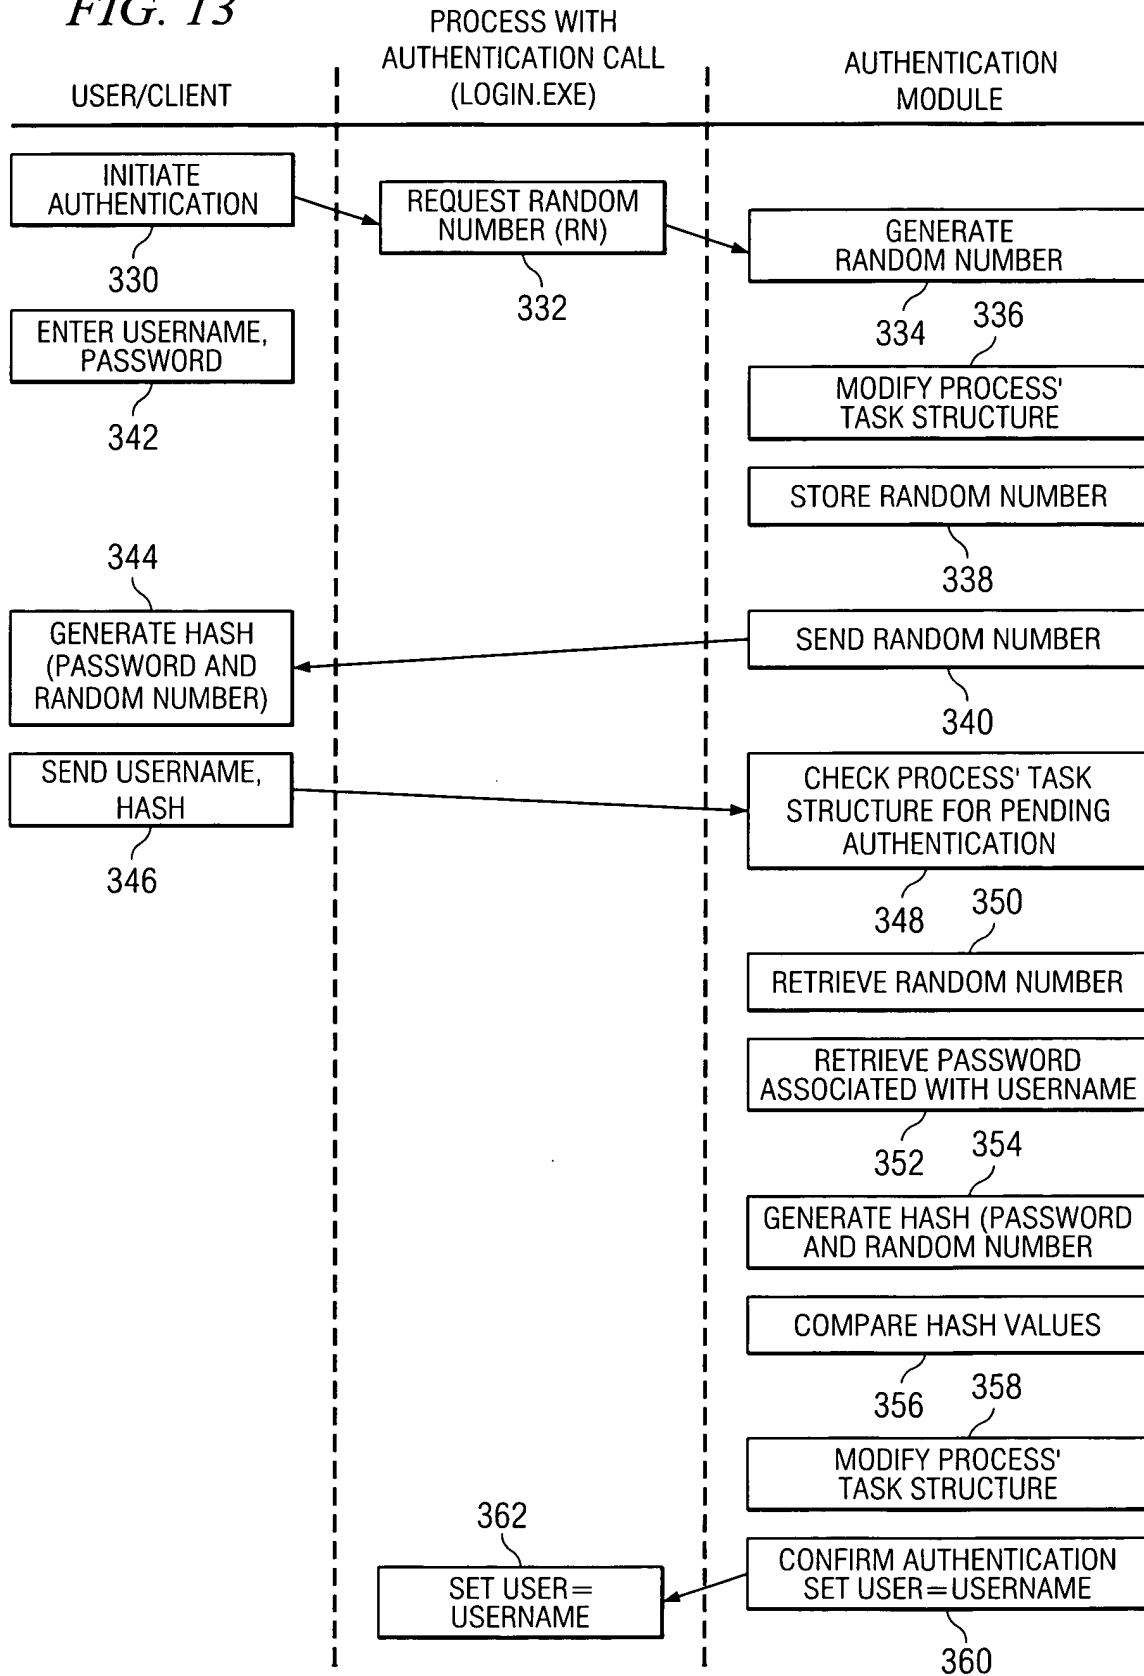 FIG. 13
USER/CLIENT
PROCESS WITH
AUTHENTICATION CALL
(LOGIN.EXE)
AUTHENTICATION
MODULE
INITIATE
AUTHENTICATION
330
REQUEST RANDOM
NUMBER (RN)
332
GENERATE
RANDOM NUMBER
334
336
ENTER USERNAME,
PASSWORD
342
MODIFY PROCESS'
TASK STRUCTURE
STORE RANDOM NUMBER
338
344
GENERATE HASH
(PASSWORD AND
RANDOM NUMBER)
SEND RANDOM NUMBER
340
SEND USERNAME,
HASH
346
CHECK PROCESS' TASK
STRUCTURE FOR PENDING
AUTHENTICATION
348
350
RETRIEVE RANDOM NUMBER
RETRIEVE PASSWORD
ASSOCIATED WITH USERNAME
352
354
GENERATE HASH (PASSWORD
AND RANDOM NUMBER
COMPARE HASH VALUES
356
358
MODIFY PROCESS'
TASK STRUCTURE
362
SET USER=
USERNAME
CONFIRM AUTHENTICATION
SET USER=USERNAME
360